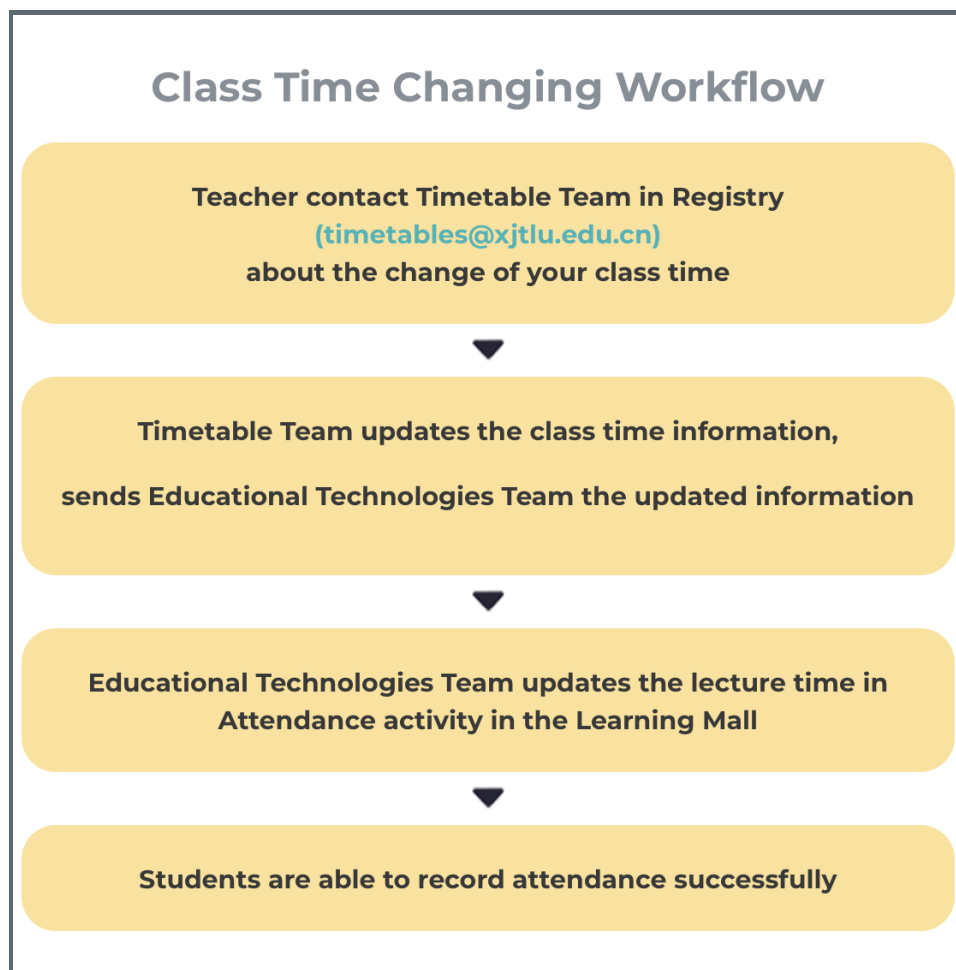 Class Time Changing Workflow
Teacher contact Timetable Team in Registry
(timetables@xjtlu.edu.cn)
about the change of your class time
Timetable Team updates the class time information,
sends Educational Technologies Team the updated information
Educational Technologies Team updates the lecture time in
Attendance activity in the Learning Mall
Students are able to record attendance successfully